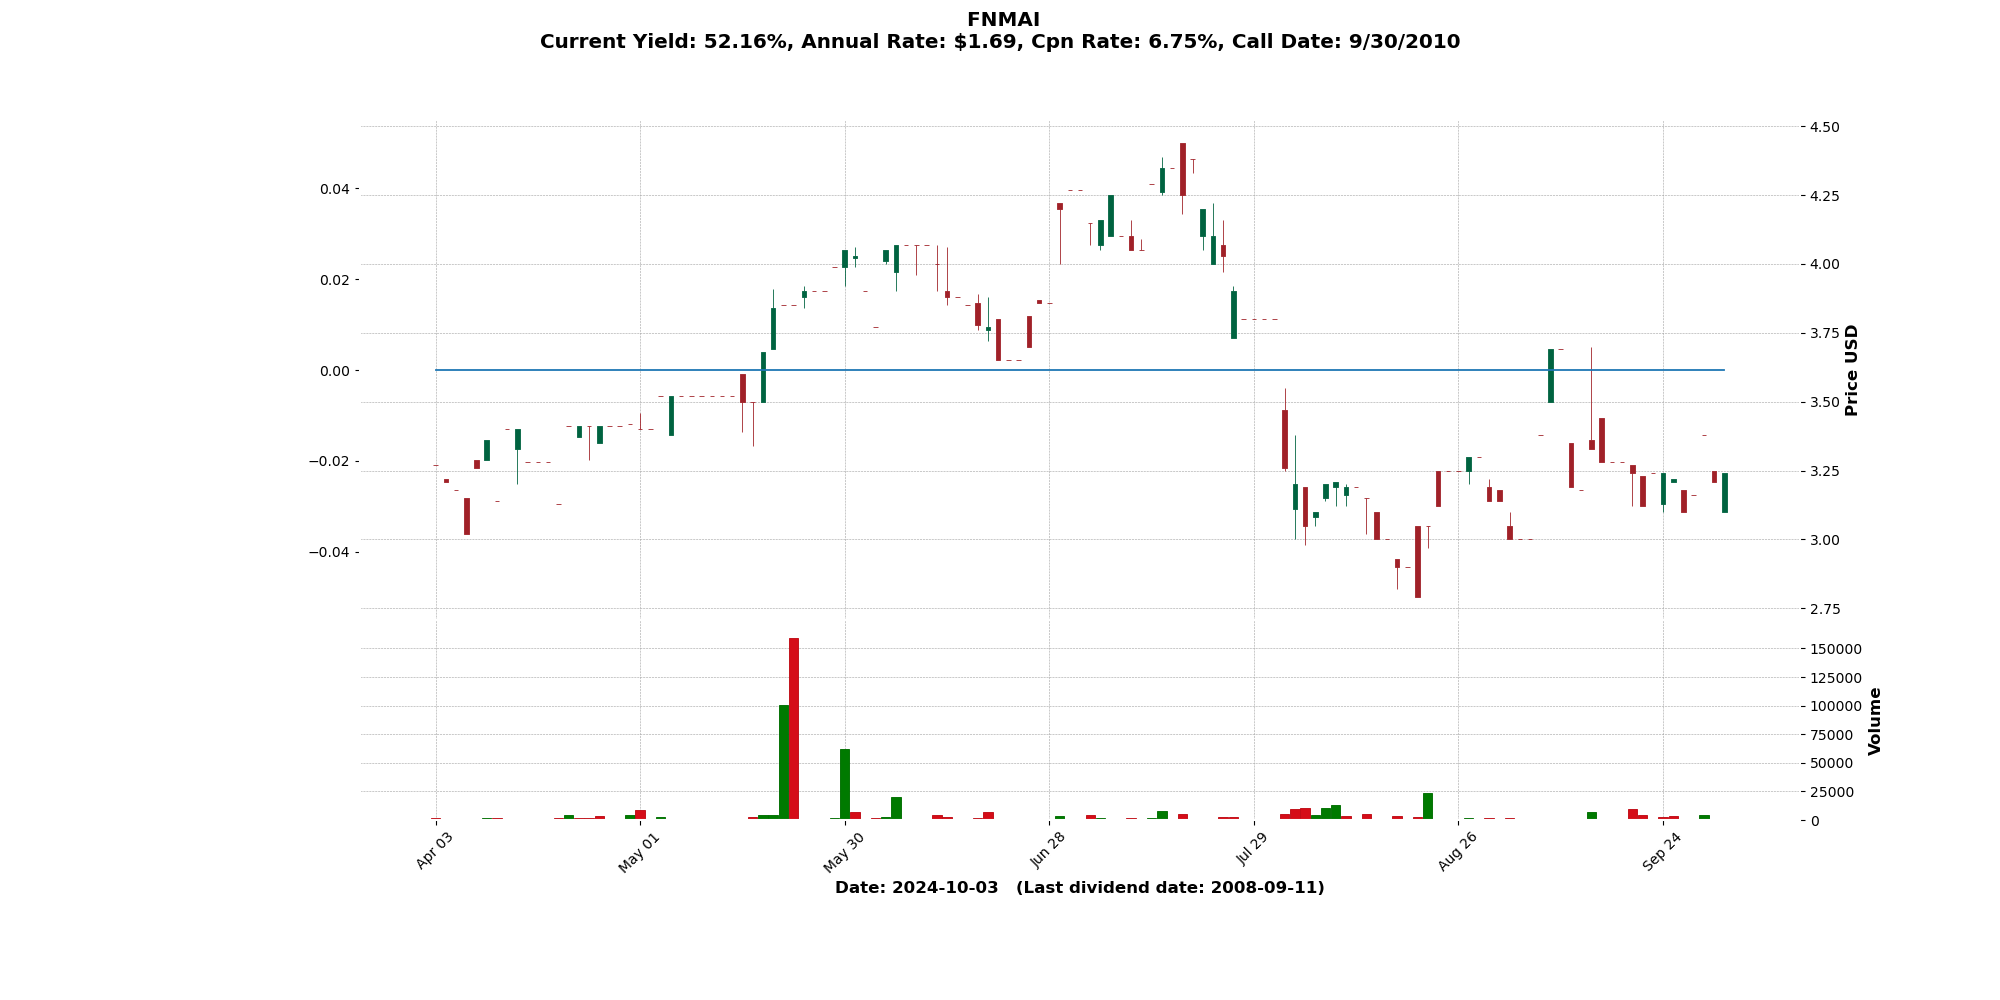 FNMAI
Current Yield: 52.16%, Annual Rate: $1.69, Cpn Rate: 6.75%, Call Date: 9/30/2010
0.04
0.02
0.00
−0.02
−0.04
4.50
4.25
4.00
3.75
3.50
3.25
3.00
2.75
Price USD
150000
125000
100000
75000
50000
25000
0
Volume
Apr 03
May 01
May 30
Jun 28
Jul 29
Aug 26
Sep 24
Date: 2024-10-03   (Last dividend date: 2008-09-11)